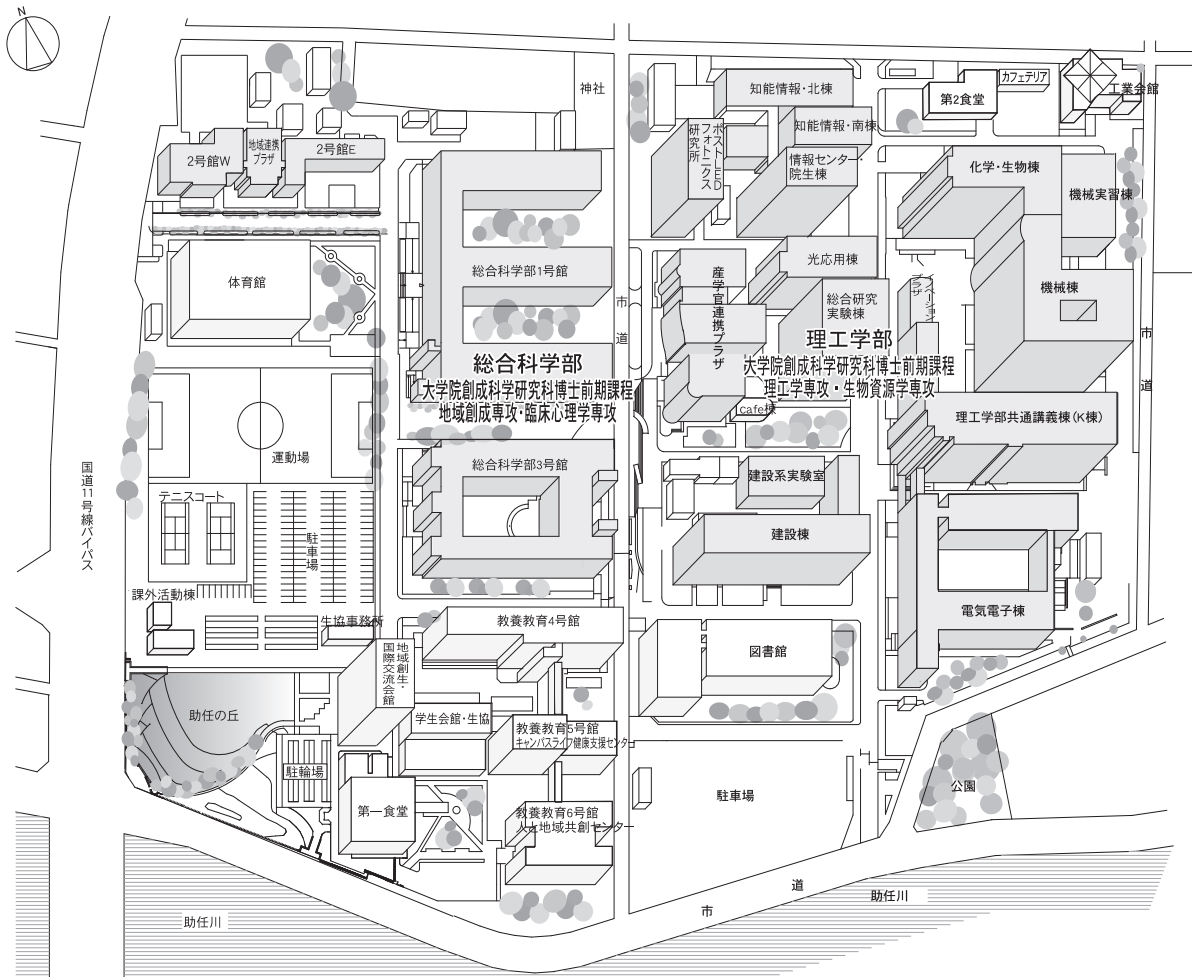 N
神社
知能情報・北棟
カフェテリア
第2食堂
工業会館
2号館W
地域連携
プラザ
2号館E
ポストLED
フォトニクス
研究所
知能情報・南棟
情報センター・
院生棟
化学・生物棟
機械実習棟
体育館
総合科学部1号館
市道
産学官連携プラザ
光応用棟
総合研究
実験棟
イノベーション
プラザ
機械棟
市道
総合科学部
大学院創成科学研究科博士前期課程
地域創成専攻・臨床心理学専攻
理工学部
大学院創成科学研究科博士前期課程
理工学専攻・生物資源学専攻
cafe棟
理工学部共通講義棟(K棟)
国道11号線バイパス
運動場
総合科学部3号館
建設系実験室
テニスコート
駐車場
建設棟
課外活動棟
生協事務所
教養教育4号館
電気電子棟
地域創生・
国際交流会館
図書館
助任の丘
学生会館・生協
教養教育5号館
キャンパスライフ健康支援センター
駐輪場
駐車場
公園
第一食堂
教養教育6号館
人と地域共創センター
市道
助任川
助任川